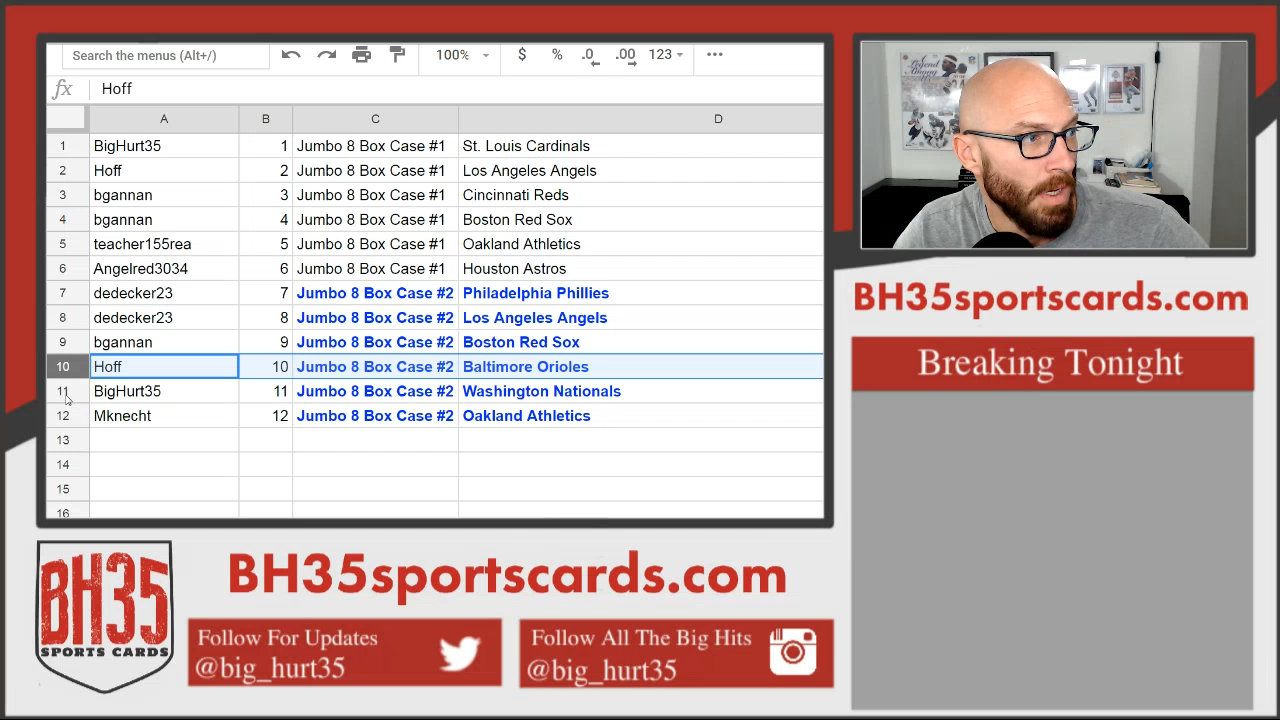 Search the menus (Alt+/)
100%
$
%
.0
.00
123
fx
Hoff
A B C D
1 BigHurt35 1 Jumbo 8 Box Case #1 St. Louis Cardinals
2 Hoff 2 Jumbo 8 Box Case #1 Los Angeles Angels
3 bgannan 3 Jumbo 8 Box Case #1 Cincinnati Reds
4 bgannan 4 Jumbo 8 Box Case #1 Boston Red Sox
5 teacher155rea 5 Jumbo 8 Box Case #1 Oakland Athletics
6 Angelred3034 6 Jumbo 8 Box Case #1 Houston Astros
7 dedecker23 7 Jumbo 8 Box Case #2 Philadelphia Phillies
8 dedecker23 8 Jumbo 8 Box Case #2 Los Angeles Angels
9 bgannan 9 Jumbo 8 Box Case #2 Boston Red Sox
10 Hoff 10 Jumbo 8 Box Case #2 Baltimore Orioles
11 BigHurt35 11 Jumbo 8 Box Case #2 Washington Nationals
12 Mknecht 12 Jumbo 8 Box Case #2 Oakland Athletics
13
14
15
16
Legend
Among
BH35sportscards.com
Breaking Tonight
BH35
SPORTS CARDS
BH35sportscards.com
Follow For Updates
@big_hurt35
Follow All The Big Hits
@big_hurt35